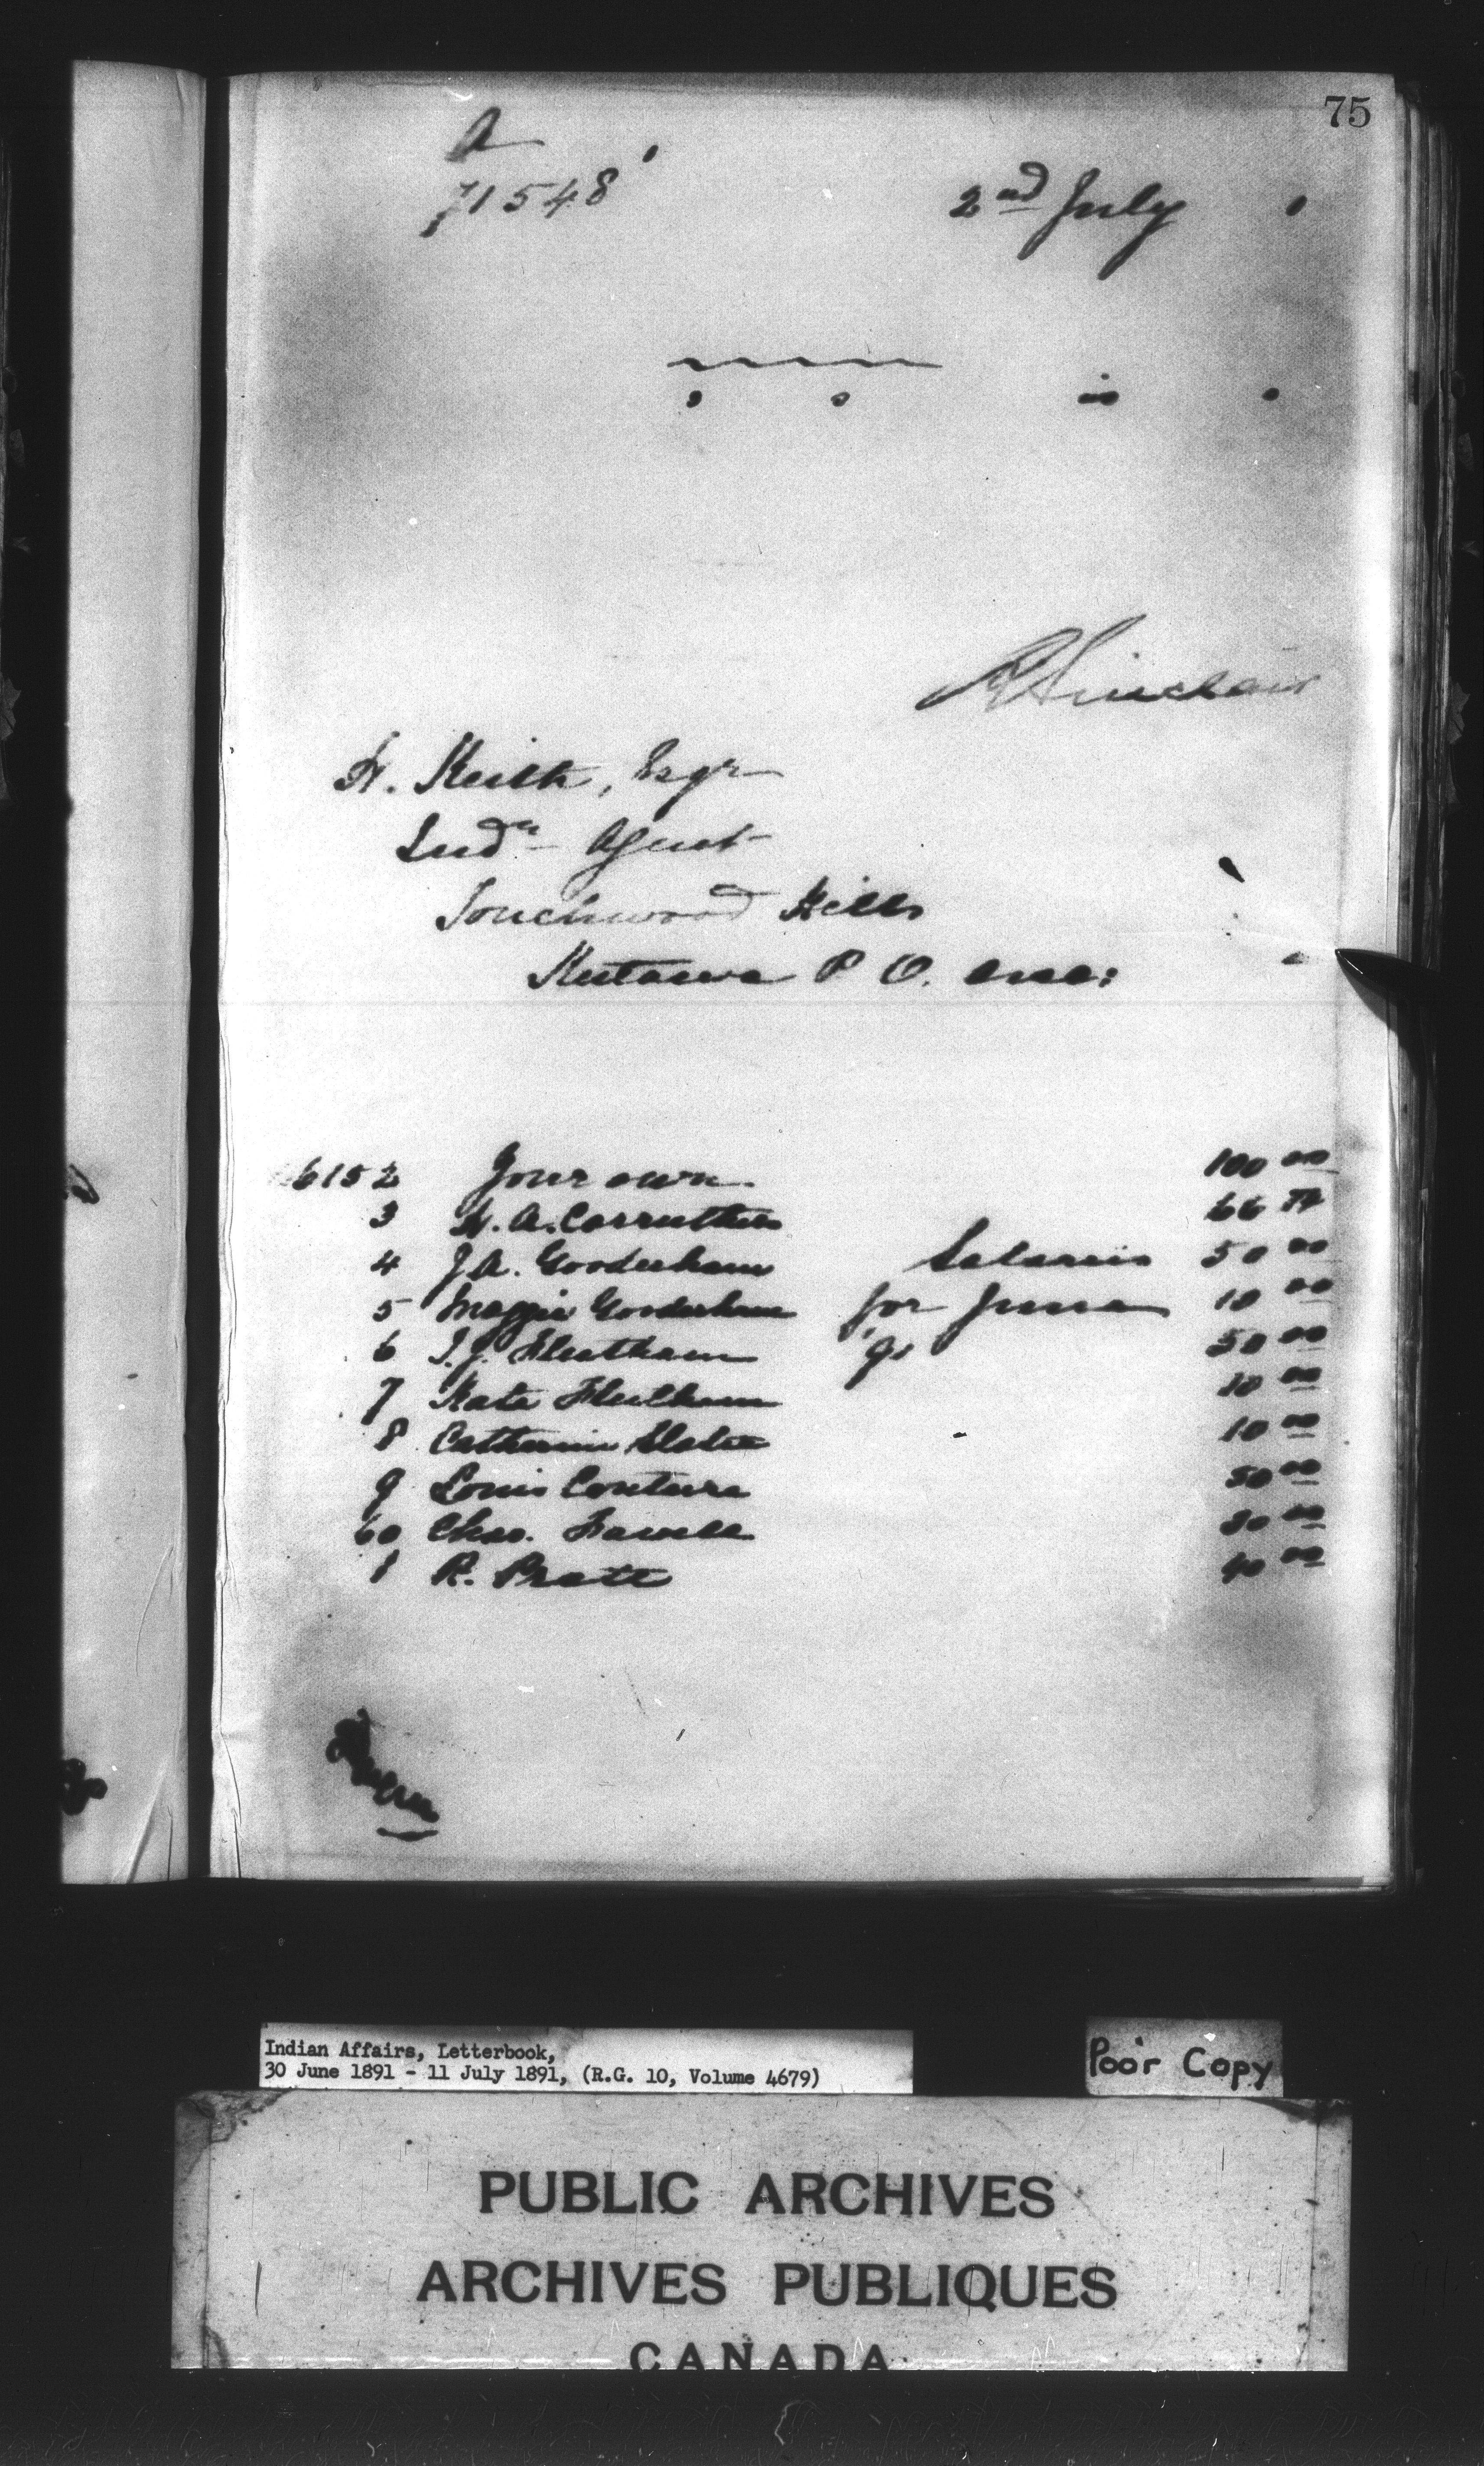 75
A
71548
2nd July
R Sinclair
H. Keith, Esqr
Indn Agent
Touchwood Hills
Kutawa P O. Assa:
6152 Your own 100 00
3 H. A. Carruthers 66
4 J. A. Gooderham Salaries 50 00
5 Maggie Gooderham for June 10 00
6 S. J. Fleetham '91 50 00
7 Kate Fleetham 10 00
8 Catherine Slater 10 00
9 Louis Couture 50 00
60 Chas. Favell 30 00
1 R. Pratt 40 00
Indian Affairs, Letterbook,
30 June 1891 - 11 July 1891, (R.G. 10, Volume 4679)
Poor Copy
PUBLIC ARCHIVES
ARCHIVES PUBLIQUES
CANADA